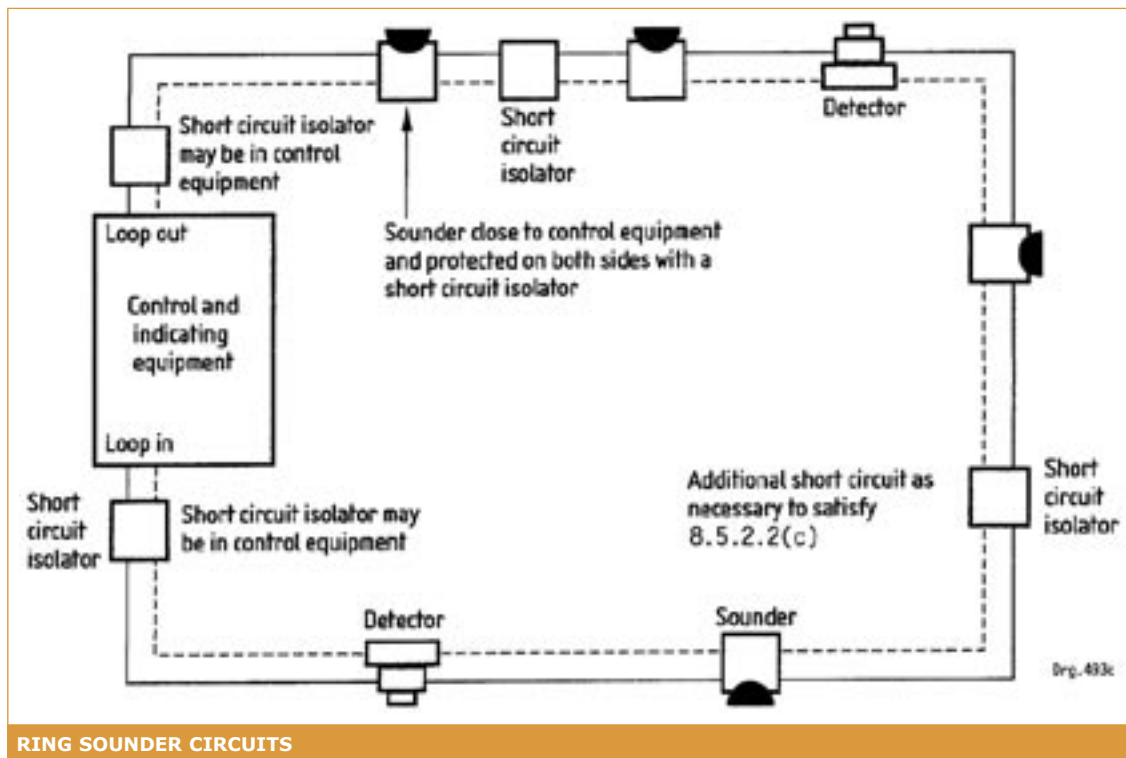 Short circuit isolator
may be in control
equipment
Short
circuit
isolator
Detector
Loop out
Control and
indicating
equipment
Loop in
Sounder close to control equipment
and protected on both sides with a
short circuit isolator
Short
circuit
isolator
Short circuit isolator may
be in control equipment
Additional short circuit as
necessary to satisfy
8.5.2.2(c)
Short
circuit
isolator
Detector
Sounder
Drg.493c
RING SOUNDER CIRCUITS